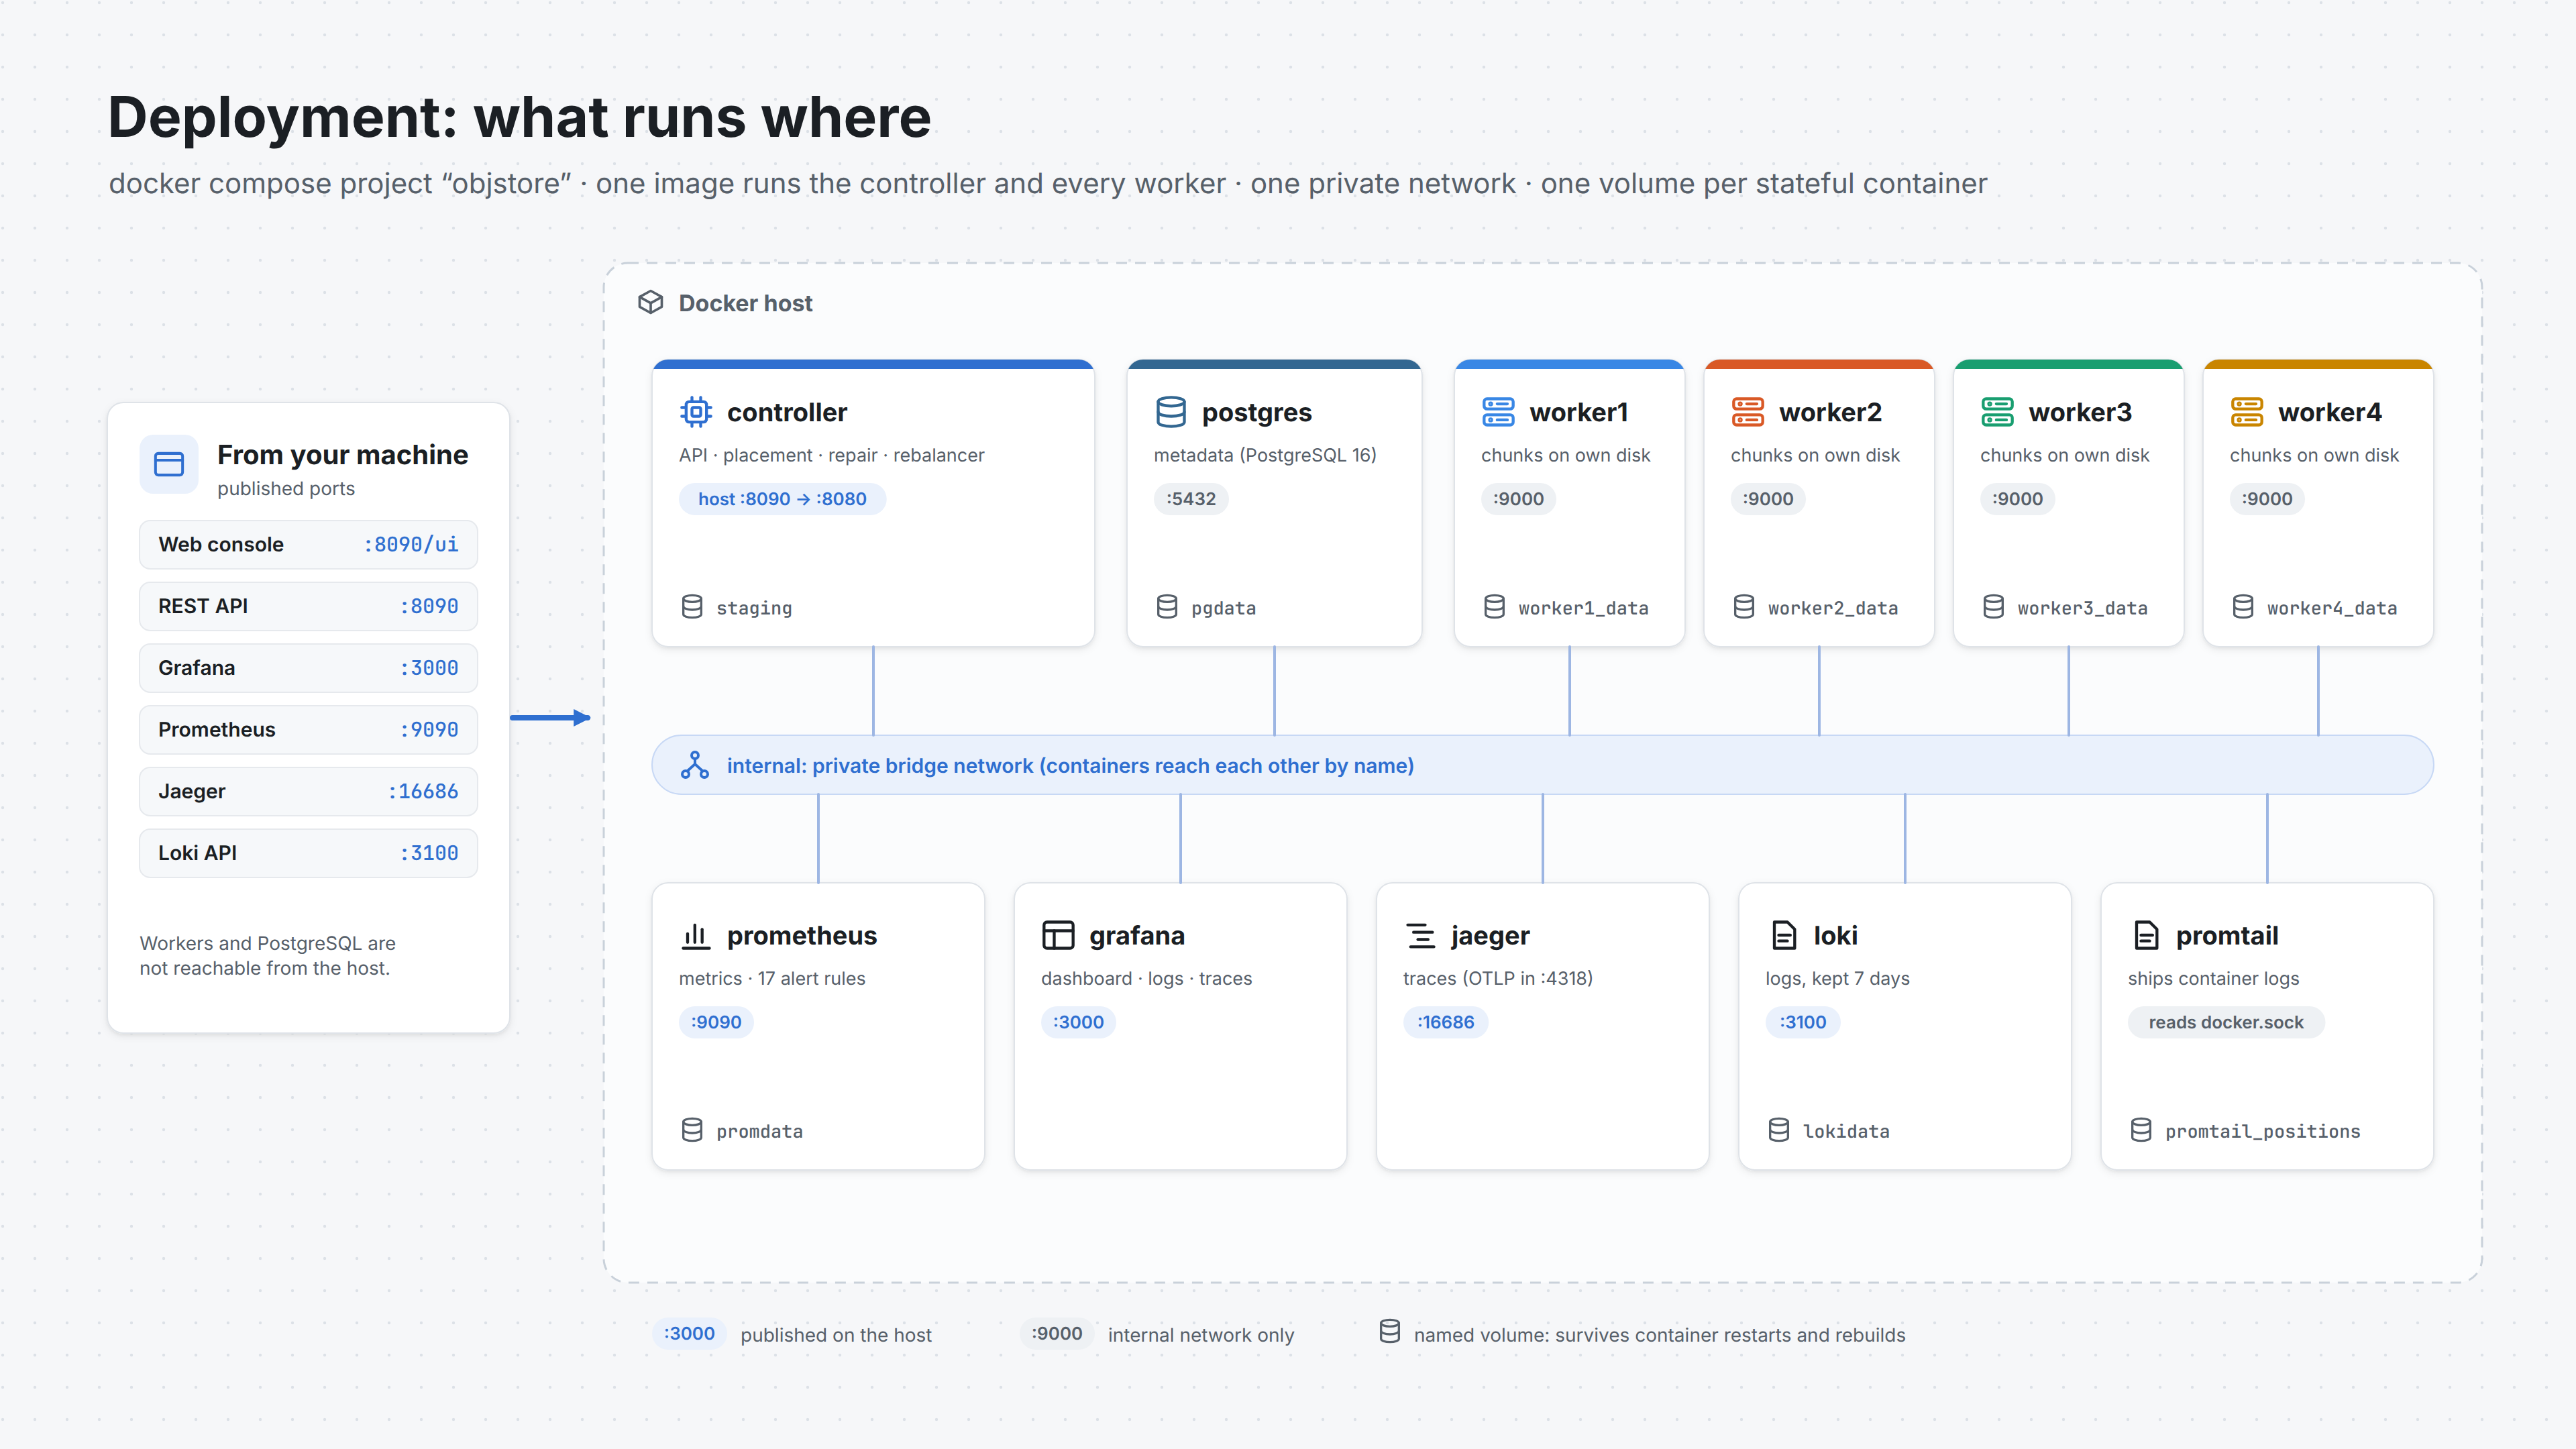 Deployment: what runs where
docker compose project “objstore” · one image runs the controller and every worker · one private network · one volume per stateful container
From your machine
published ports
Web console :8090/ui
REST API :8090
Grafana :3000
Prometheus :9090
Jaeger :16686
Loki API :3100
Workers and PostgreSQL are
not reachable from the host.
Docker host
controller
API · placement · repair · rebalancer
host :8090 → :8080
staging
postgres
metadata (PostgreSQL 16)
:5432
pgdata
worker1
chunks on own disk
:9000
worker1_data
worker2
chunks on own disk
:9000
worker2_data
worker3
chunks on own disk
:9000
worker3_data
worker4
chunks on own disk
:9000
worker4_data
internal: private bridge network (containers reach each other by name)
prometheus
metrics · 17 alert rules
:9090
promdata
grafana
dashboard · logs · traces
:3000
jaeger
traces (OTLP in :4318)
:16686
loki
logs, kept 7 days
:3100
lokidata
promtail
ships container logs
reads docker.sock
promtail_positions
:3000 published on the host
:9000 internal network only
named volume: survives container restarts and rebuilds